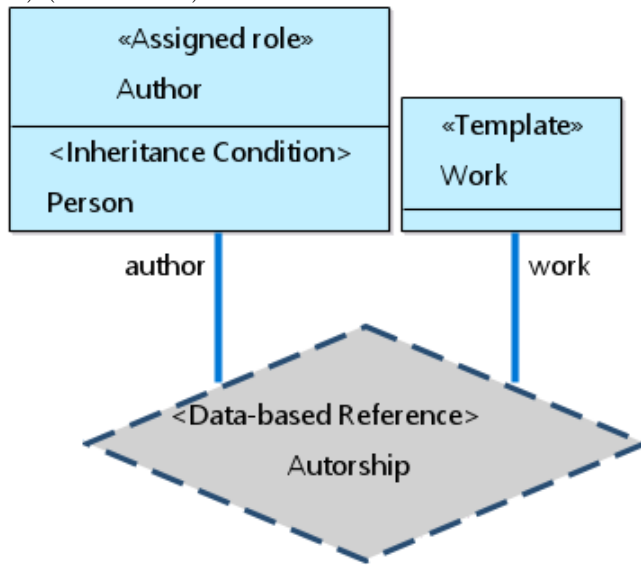 «Assigned role»
Author
<Inheritance Condition>
Person
«Template»
Work
author
work
<Data-based Reference>
Autorship